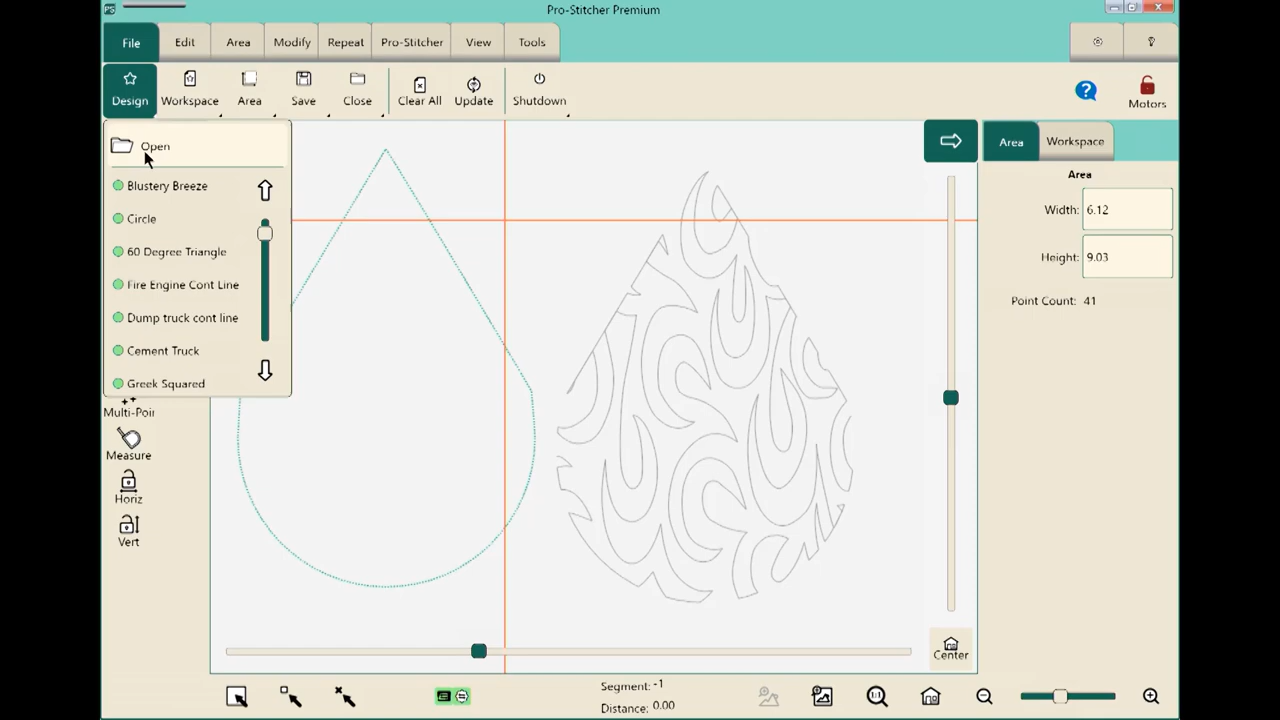 PS
Pro-Stitcher Premium
File Edit Area Modify Repeat Pro-Stitcher View Tools
Design Workspace Area Save Close Clear All Update Shutdown ? Motors
Open
Blustery Breeze
Circle
60 Degree Triangle
Fire Engine Cont Line
Dump truck cont line
Cement Truck
Greek Squared
Multi-Poi
Measure
Horiz
Vert
Area Workspace
Area
Width: 6.12
Height: 9.03
Point Count: 41
Center
Segment: -1
Distance: 0.00
1:1